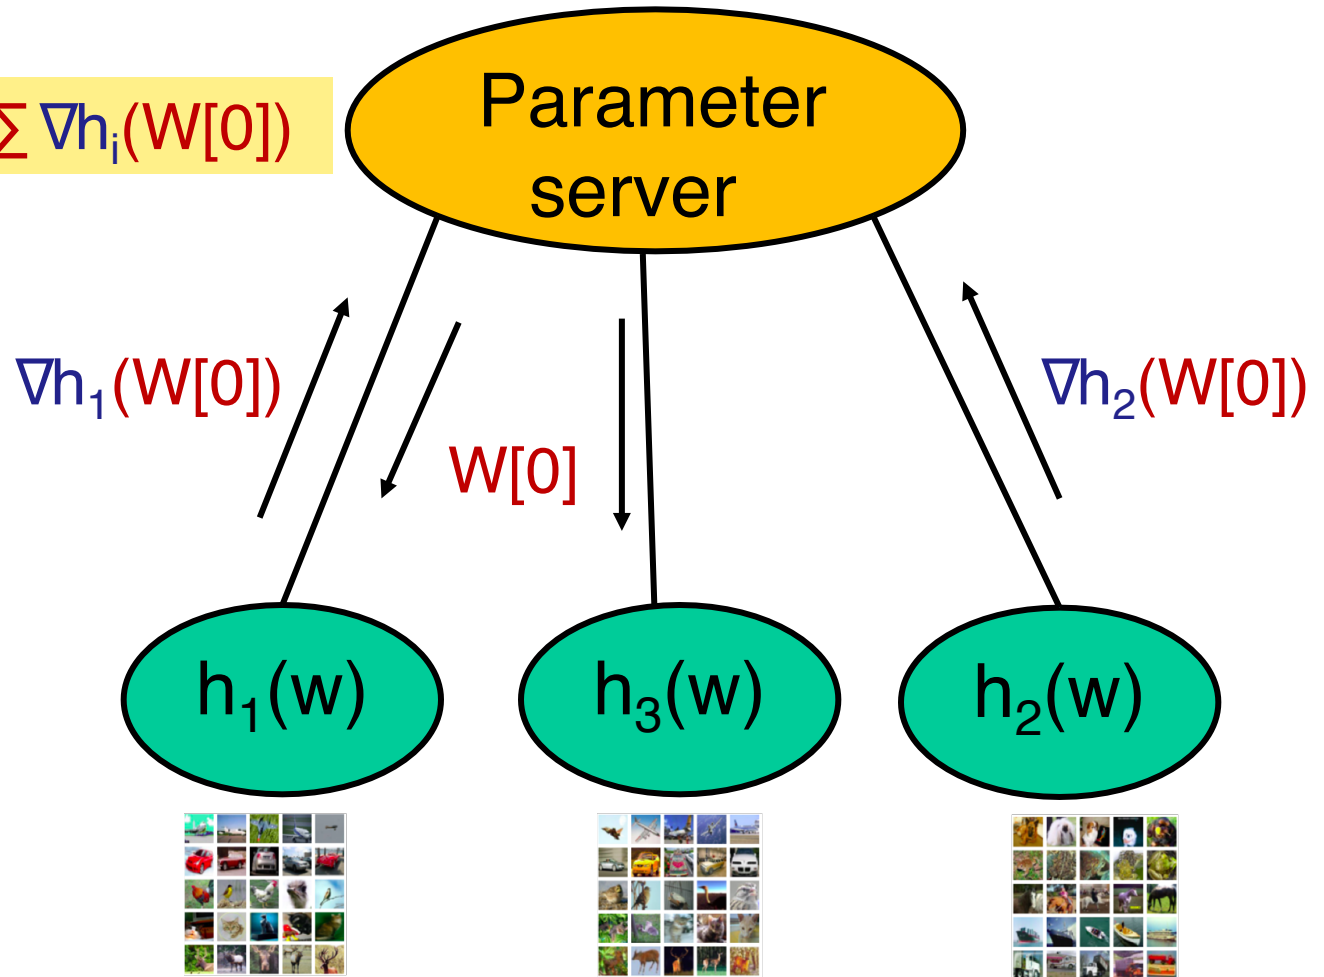 Parameter
server
∑ ∇hᵢ(W[0])
∇h₁(W[0])
W[0]
∇h₂(W[0])
h₁(w)
h₃(w)
h₂(w)